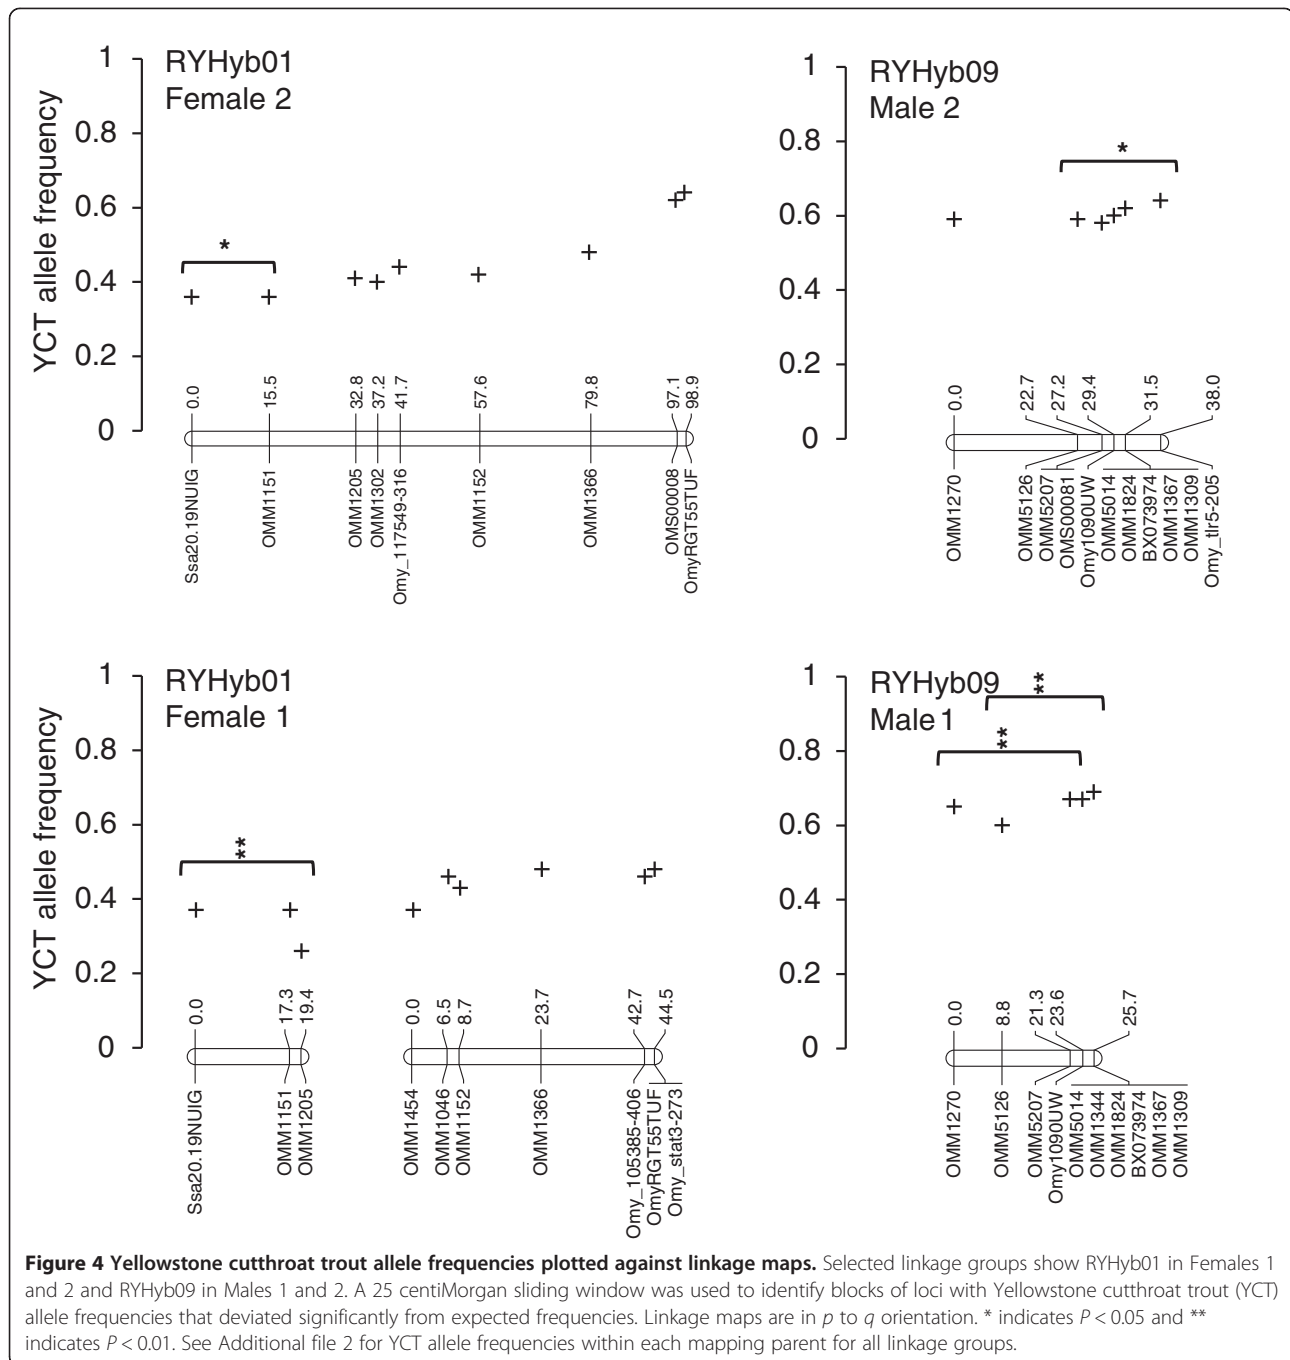 RYHyb01
Female 2
YCT allele frequency
1
0.8
0.6
0.4
0.2
0
*
0.0
15.5
32.8
37.2
41.7
57.6
79.8
97.1
98.9
Ssa20.19NUIG
OMM1151
OMM1205
OMM1302
Omy_117549-316
OMM1152
OMM1366
OMS00008
OmyRGT55TUF
RYHyb09
Male 2
1
0.8
0.6
0.4
0.2
0
*
0.0
22.7
27.2
29.4
31.5
38.0
OMM1270
OMM5126
OMM5207
OMS00081
Omy1090UW
OMM5014
OMM1824
BX073974
OMM1367
OMM1309
Omy_tlr5-205
RYHyb01
Female 1
YCT allele frequency
1
0.8
0.6
0.4
0.2
0
**
0.0
17.3
19.4
0.0
6.5
8.7
23.7
42.7
44.5
Ssa20.19NUIG
OMM1151
OMM1205
OMM1454
OMM1046
OMM1152
OMM1366
Omy_105385-406
OmyRGT55TUF
Omy_stat3-273
RYHyb09
Male 1
1
0.8
0.6
0.4
0.2
0
**
**
0.0
8.8
21.3
23.6
25.7
OMM1270
OMM5126
OMM5207
Omy1090UW
OMM5014
OMM1344
OMM1824
BX073974
OMM1367
OMM1309
Figure 4 Yellowstone cutthroat trout allele frequencies plotted against linkage maps. Selected linkage groups show RYHyb01 in Females 1
and 2 and RYHyb09 in Males 1 and 2. A 25 centiMorgan sliding window was used to identify blocks of loci with Yellowstone cutthroat trout (YCT)
allele frequencies that deviated significantly from expected frequencies. Linkage maps are in p to q orientation. * indicates P < 0.05 and **
indicates P < 0.01. See Additional file 2 for YCT allele frequencies within each mapping parent for all linkage groups.